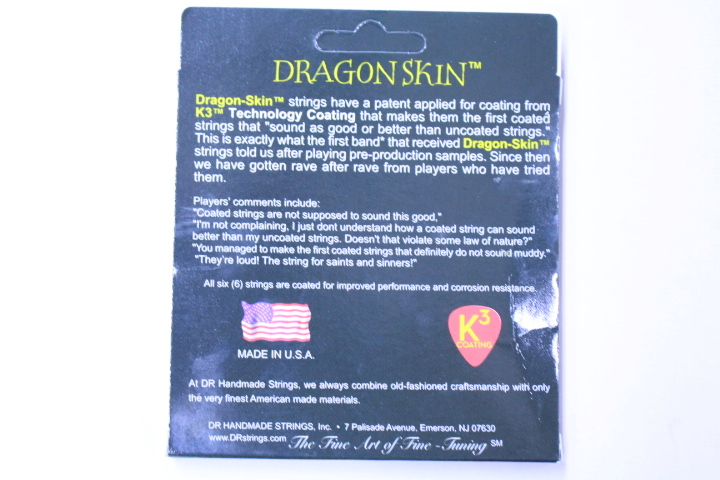 DRAGON SKIN™
Dragon-Skin™ strings have a patent applied for coating from
K3™ Technology Coating that makes them the first coated
strings that "sound as good or better than uncoated strings."
This is exactly what the first band* that received Dragon-Skin™
strings told us after playing pre-production samples. Since then
we have gotten rave after rave from players who have tried
them.
Players' comments include:
"Coated strings are not supposed to sound this good,"
"I'm not complaining, I just dont understand how a coated string can sound
better than my uncoated strings. Doesn't that violate some law of nature?"
"You managed to make the first coated strings that definitely do not sound muddy."
"They're loud! The string for saints and sinners!"
All six (6) strings are coated for improved performance and corrosion resistance.
MADE IN U.S.A.
K3
COATING
At DR Handmade Strings, we always combine old-fashioned craftsmanship with only
the very finest American made materials.
DR HANDMADE STRINGS, Inc. • 7 Palisade Avenue, Emerson, NJ 07630
www.DRstrings.com The Fine Art of Fine-Tuning SM